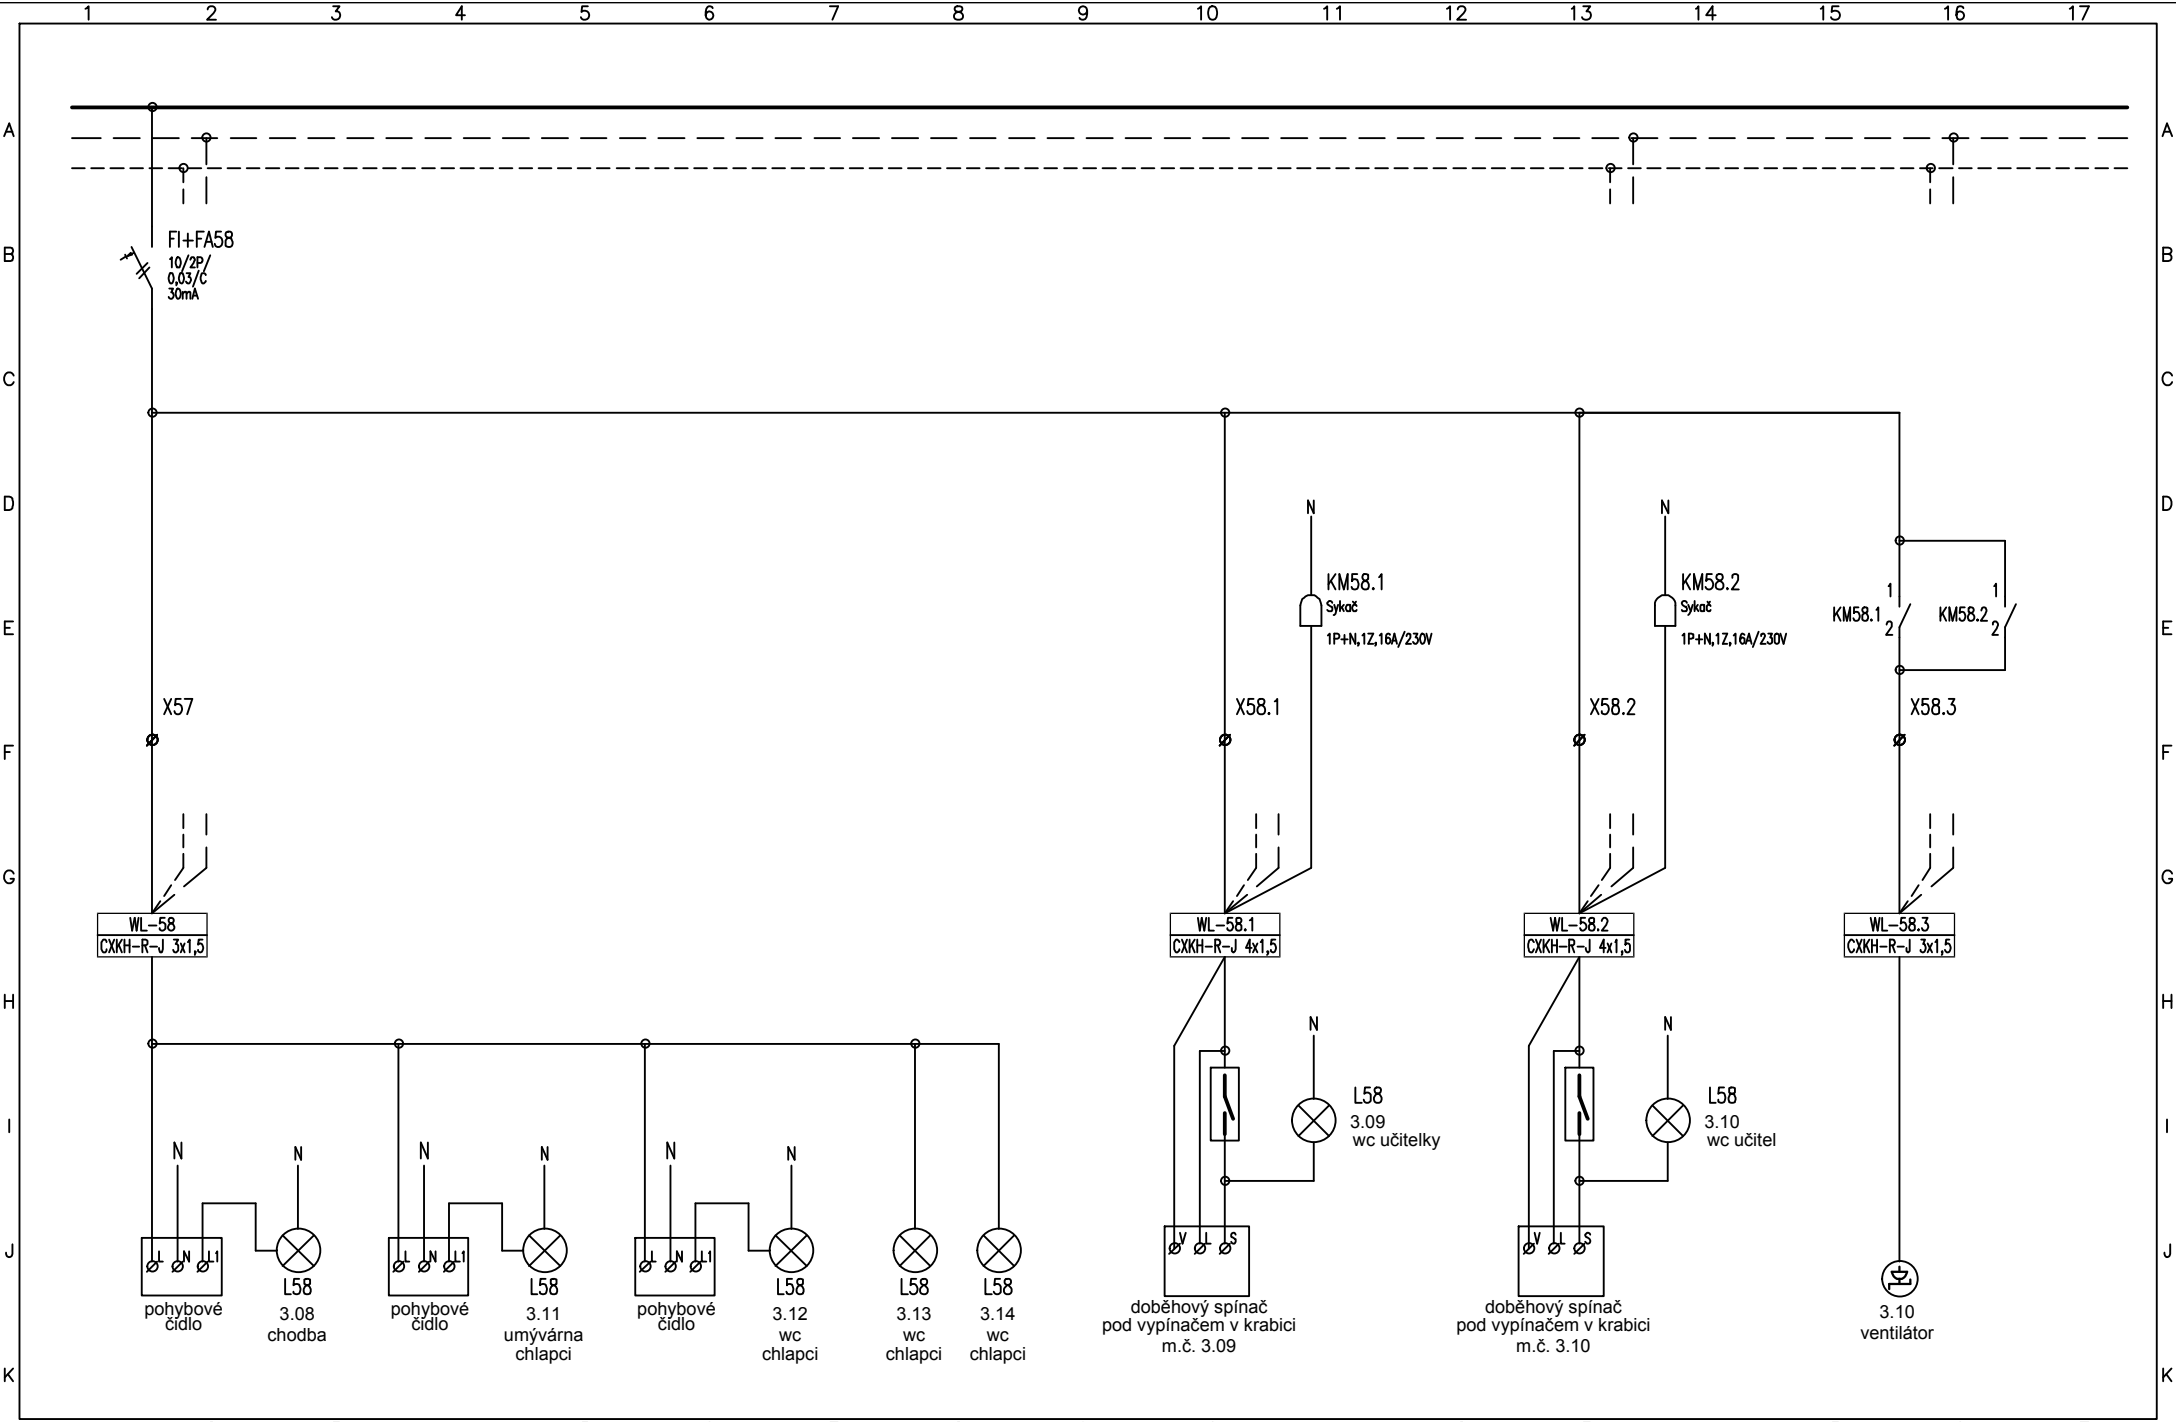 1 2 3 4 5 6 7 8 9 10 11 12 13 14 15 16 17
A A
FI+FA58
B B
10/2P/
0,03/C
30mA
C C
D D
N N
KM58.1 KM58.2
1 1
Sykač Sykač
KM58.1 KM58.2
E E
2 2
1P+N,1Z,16A/230V 1P+N,1Z,16A/230V
X57 X58.1 X58.2 X58.3
F F
G G
WL-58 WL-58.1 WL-58.2 WL-58.3
CXKH-R-J 3x1,5 CXKH-R-J 4x1,5 CXKH-R-J 4x1,5 CXKH-R-J 3x1,5
H H
N N
L58 L58
3.09 3.10
I I
wc učitelky wc učitel
N N N N N N
V L S V L S
J J
L N L1 L N L1 L N L1
L58 L58 L58 L58 L58
pohybové pohybové pohybové
čidlo čidlo čidlo
3.08 3.11 3.12 3.13 3.14
chodba umývárna wc wc wc
chlapci chlapci chlapci chlapci
doběhový spínač doběhový spínač
pod vypínačem v krabici pod vypínačem v krabici
m.č. 3.09 m.č. 3.10
3.10
ventilátor
K K